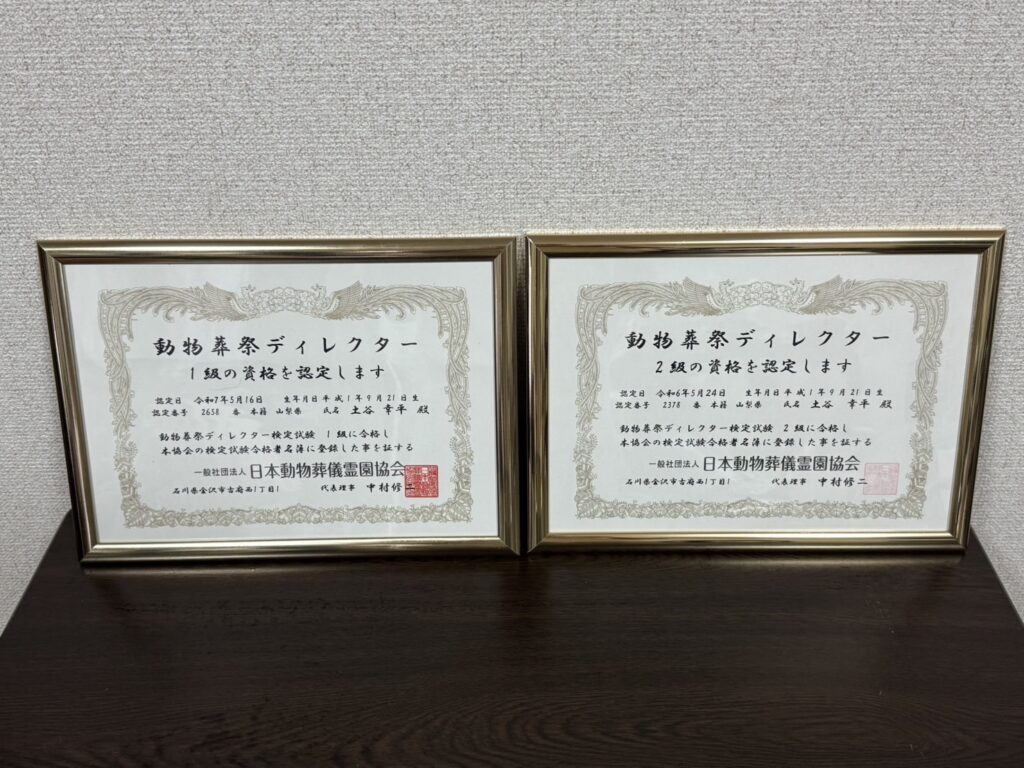 動物葬祭ディレクター
1級の資格を認定します
認定日 令和7年5月16日 生年月日 平成1年9月21日生
認定番号 2658 番 本籍 山梨県 氏名 土谷 幸平 殿
動物葬祭ディレクター検定試験 1級に合格し
本協会の検定試験合格者名簿に登録した事を証する
一般社団法人 日本動物葬儀霊園協会
石川県金沢市古府西1丁目1 代表理事 中村修二
動物葬祭ディレクター
2級の資格を認定します
認定日 令和6年5月24日 生年月日 平成1年9月21日生
認定番号 2378 番 本籍 山梨県 氏名 土谷 幸平 殿
動物葬祭ディレクター検定試験 2級に合格し
本協会の検定試験合格者名簿に登録した事を証する
一般社団法人 日本動物葬儀霊園協会
石川県金沢市古府西1丁目1 代表理事 中村修二